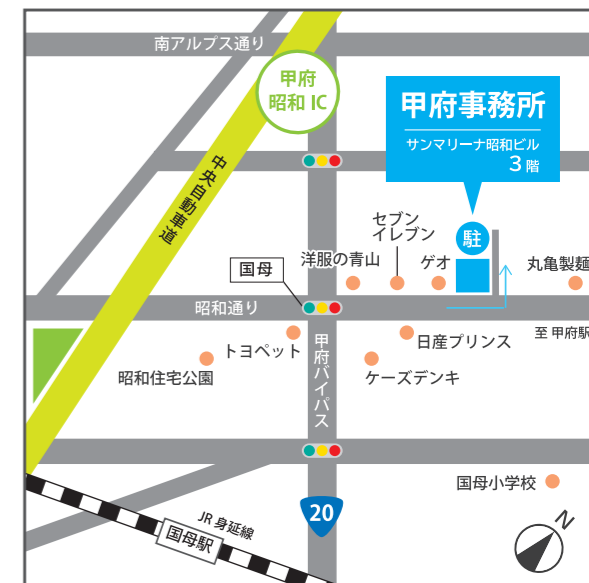 南アルプス通り
甲府
昭和 IC
甲府事務所
サンマリーナ昭和ビル
3 階
中央自動車道
セブン
イレブン
駐
国母
洋服の青山
ゲオ
丸亀製麺
昭和通り
至 甲府駅
トヨペット
甲府バイパス
日産プリンス
昭和住宅公園
ケーズデンキ
国母小学校
JR 身延線
国母駅
20
N